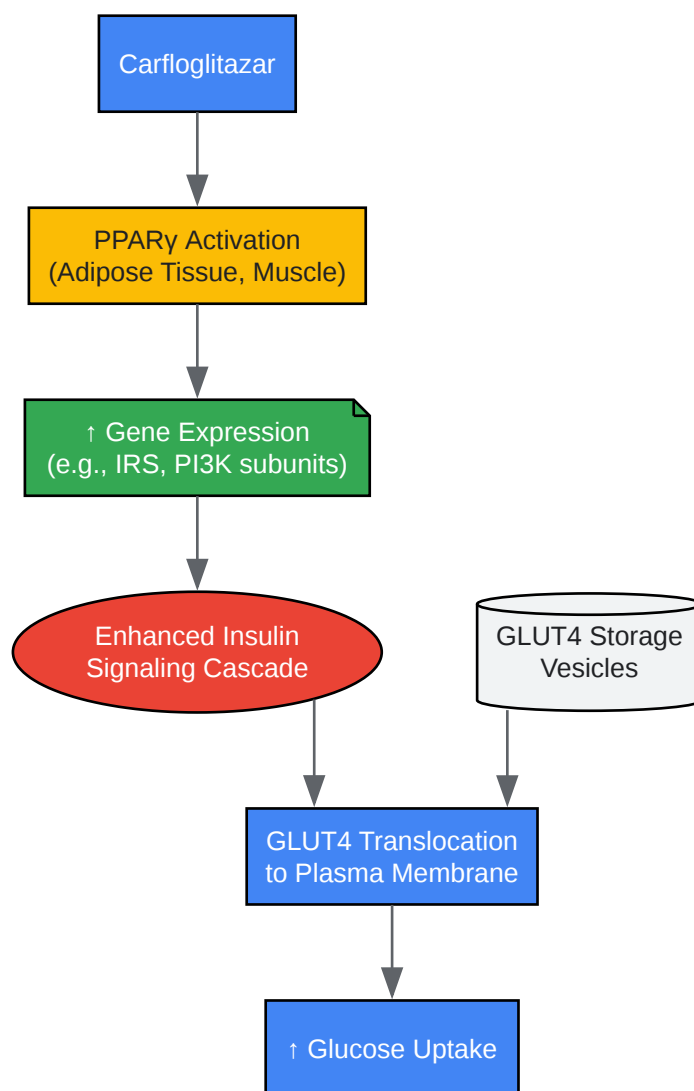 Carfloglitazar
PPARγ Activation
(Adipose Tissue, Muscle)
↑ Gene Expression
(e.g., IRS, PI3K subunits)
Enhanced Insulin
Signaling Cascade
GLUT4 Storage
Vesicles
GLUT4 Translocation
to Plasma Membrane
↑ Glucose Uptake